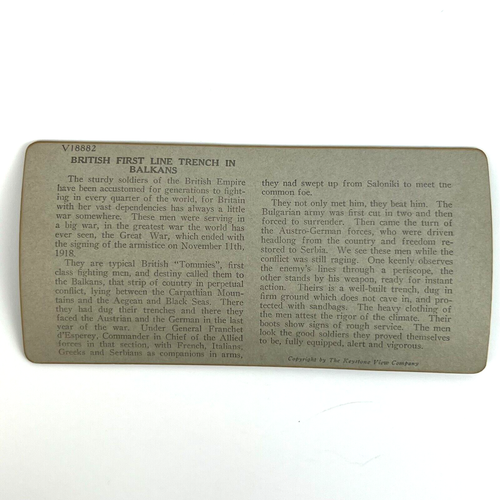 V18882
BRITISH FIRST LINE TRENCH IN
BALKANS
The sturdy soldiers of the British Empire
have been accustomed for generations to fight-
ing in every quarter of the world, for Britain
with her vast dependencies has always a little
war somewhere. These men were serving in
a big war, in the greatest war the world has
ever seen, the Great War, which ended with
the signing of the armistice on November 11th,
1918.
They are typical British "Tommies", first
class fighting men, and destiny called them to
the Balkans, that strip of country in perpetual
conflict, lying between the Carpathian Moun-
tains and the Aegean and Black Seas. There
they had dug their trenches and there they
faced the Austrian and the German in the last
year of the war. Under General Franchet
d'Esperey, Commander in Chief of the Allied
forces in that section, with French, Italians,
Greeks and Serbians as companions in arms,
they had swept up from Saloniki to meet the
common foe.
They not only met him, they beat him. The
Bulgarian army was first cut in two and then
forced to surrender. Then came the turn of
the Austro-German forces, who were driven
headlong from the country and freedom re-
stored to Serbia. We see these men while the
conflict was still raging. One keenly observes
the enemy's lines through a periscope, the
other stands by his weapon, ready for instant
action. Theirs is a well-built trench, dug in
firm ground which does not cave in, and pro-
tected with sandbags. The heavy clothing of
the men attest the rigor of the climate. Their
boots show signs of rough service. The men
look the good soldiers they proved themselves
to be, fully equipped, alert and vigorous.
Copyright by The Keystone View Company